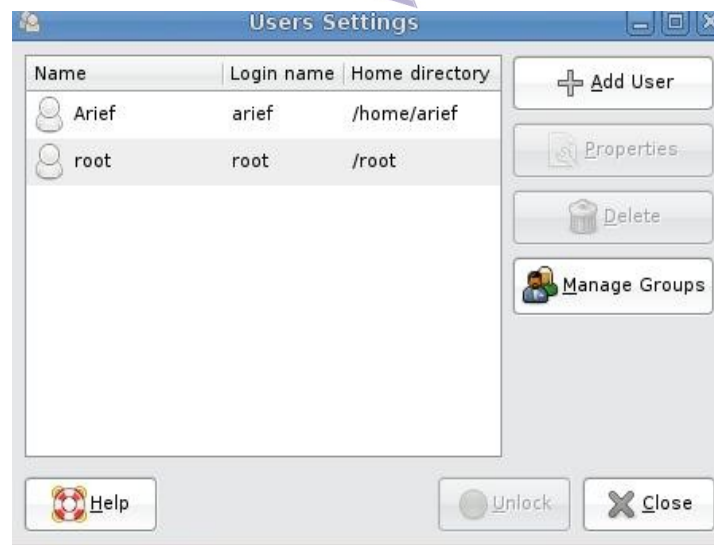 Users Settings
Name Login name Home directory
Arief arief /home/arief
root root /root
Add User
Properties
Delete
Manage Groups
Help
Unlock
Close